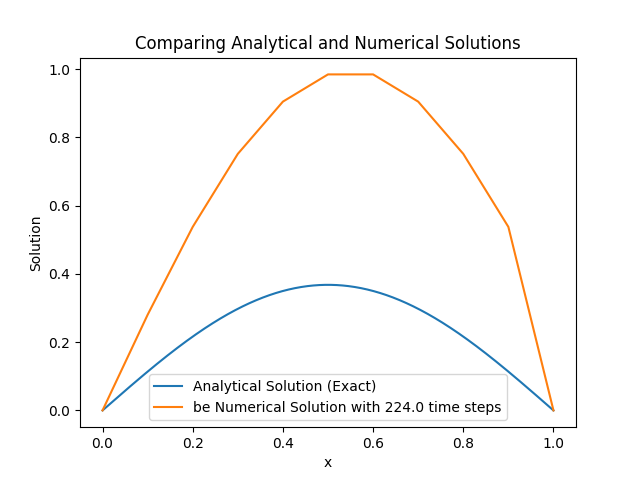 Comparing Analytical and Numerical Solutions
Solution
1.0
0.8
0.6
0.4
0.2
0.0
Analytical Solution (Exact)
be Numerical Solution with 224.0 time steps
0.0 0.2 0.4 0.6 0.8 1.0
x